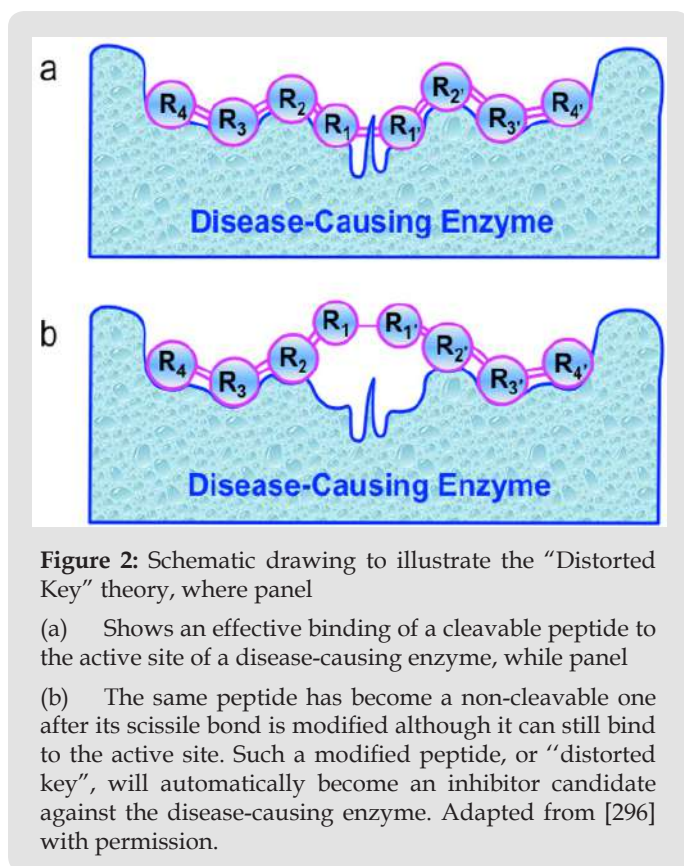 a
R4 R3 R2 R1 R1' R2' R3' R4'
Disease-Causing Enzyme
b
R4 R3 R2 R1 R1' R2' R3' R4'
Disease-Causing Enzyme
Figure 2: Schematic drawing to illustrate the “Distorted
Key” theory, where panel
(a) Shows an effective binding of a cleavable peptide to
the active site of a disease-causing enzyme, while panel
(b) The same peptide has become a non-cleavable one
after its scissile bond is modified although it can still bind
to the active site. Such a modified peptide, or ‘‘distorted
key”, will automatically become an inhibitor candidate
against the disease-causing enzyme. Adapted from [296]
with permission.